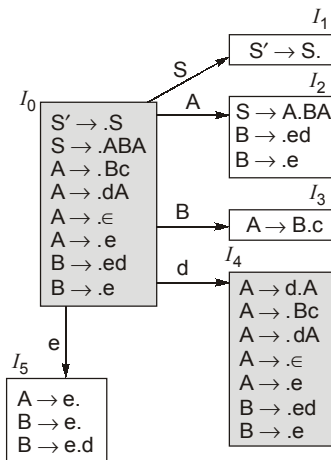 I₁
S′ → S.
S
I₀
S′ → .S
S → .ABA
A → .Bc
A → .dA
A → .∈
A → .e
B → .ed
B → .e
A
I₂
S → A.BA
B → .ed
B → .e
B
I₃
A → B.c
d
I₄
A → d.A
A → .Bc
A → .dA
A → .∈
A → .e
B → .ed
B → .e
e
I₅
A → e.
B → e.
B → e.d